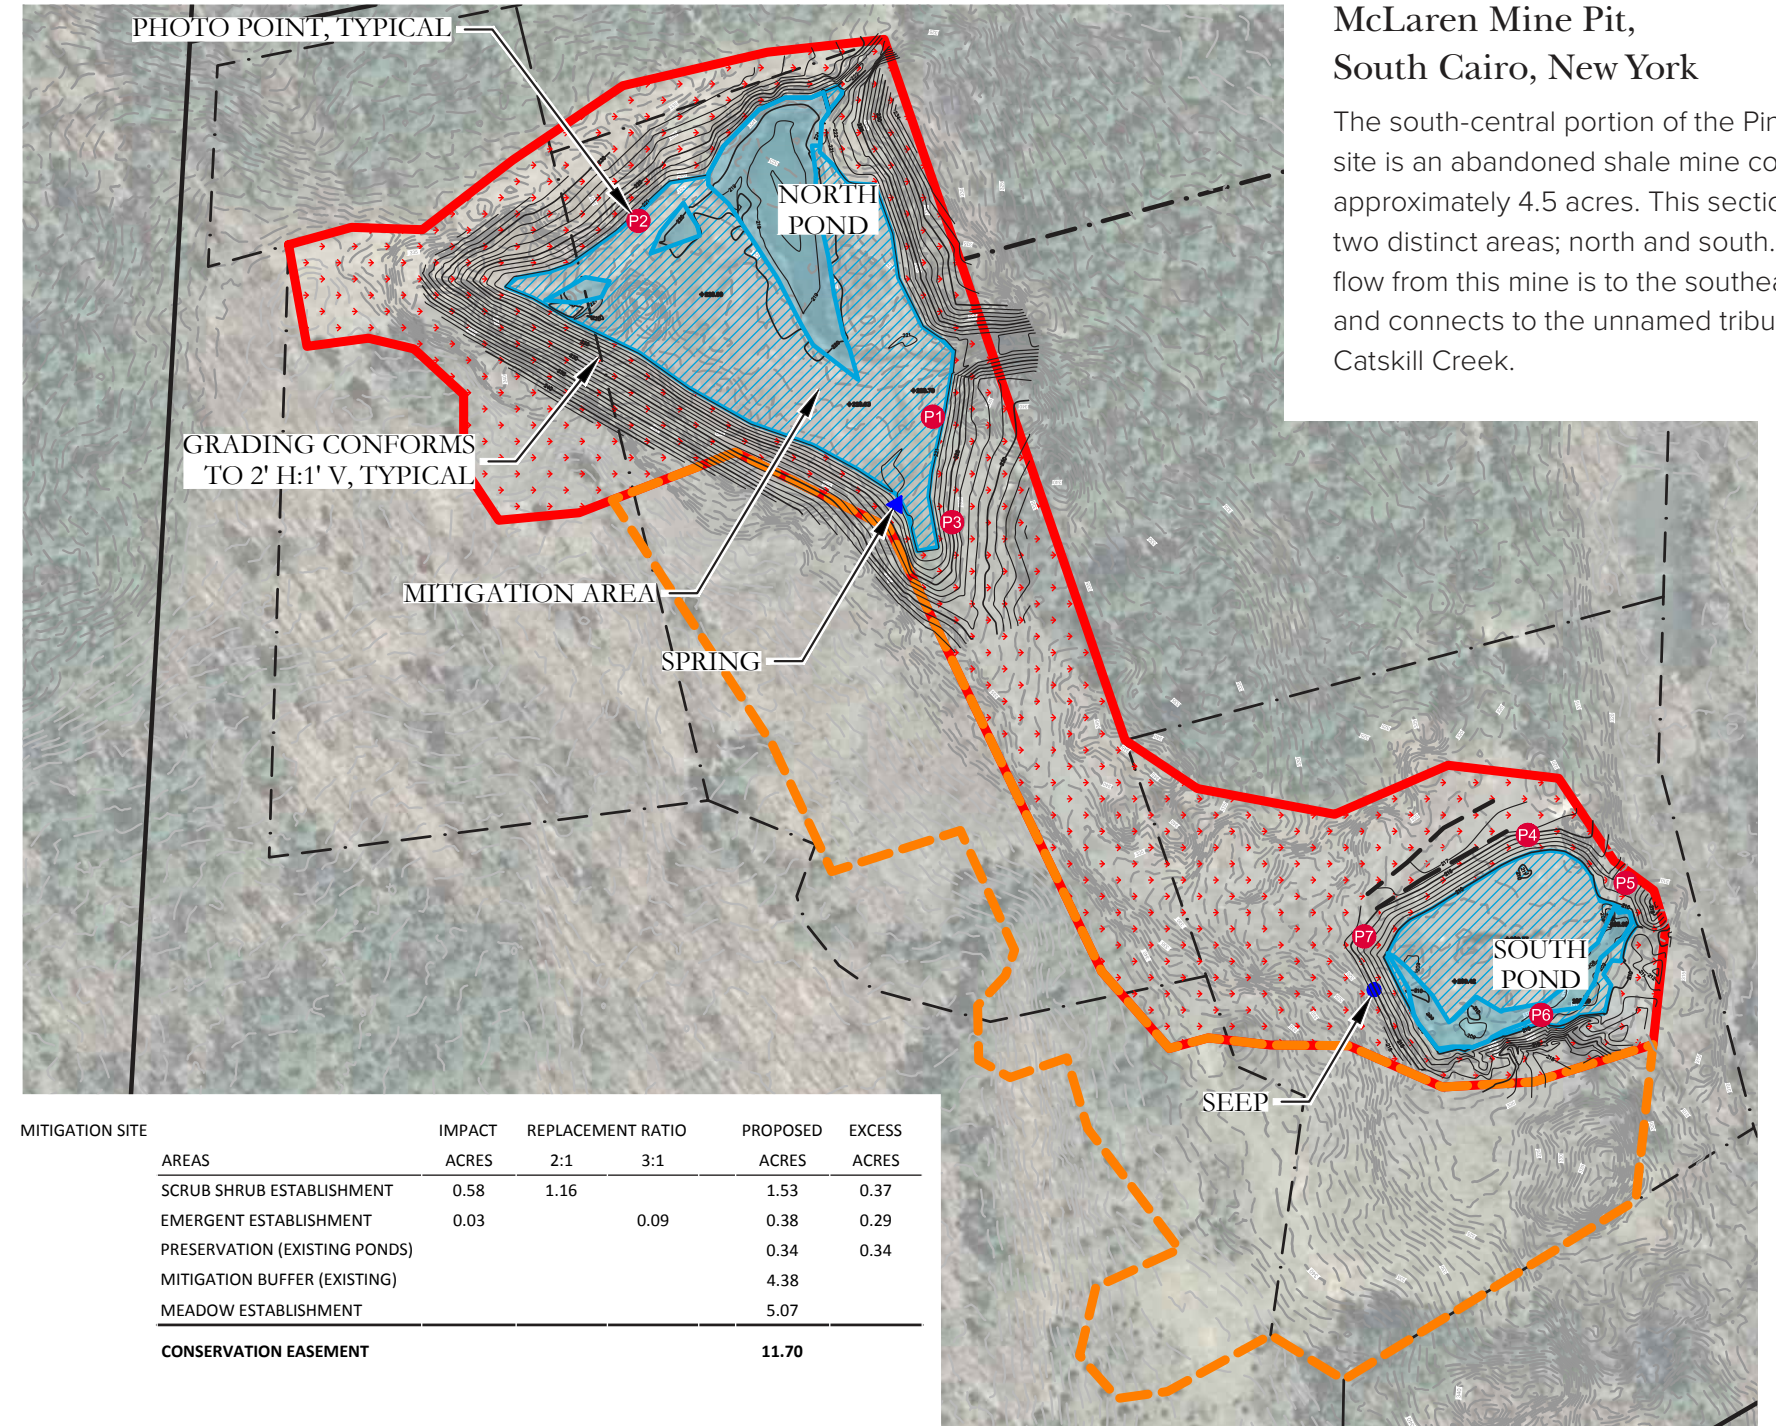 McLaren Mine Pit,
South Cairo, New York
The south-central portion of the
site is an abandoned shale mine
approximately 4.5 acres. This
two distinct areas; north and south.
flow from this mine is to the
and connects to the unnamed
Catskill Creek.
PHOTO POINT, TYPICAL
P2
NORTH
POND
P1
GRADING CONFORMS
TO 2' H:1' V, TYPICAL
P3
MITIGATION AREA
SPRING
P4
P5
P7
SOUTH
POND
P6
SEEP
MITIGATION SITE IMPACT REPLACEMENT RATIO PROPOSED EXCESS
AREAS ACRES 2:1 3:1 ACRES ACRES
SCRUB SHRUB ESTABLISHMENT 0.58 1.16 1.53 0.37
EMERGENT ESTABLISHMENT 0.03 0.09 0.38 0.29
PRESERVATION (EXISTING PONDS) 0.34 0.34
MITIGATION BUFFER (EXISTING) 4.38
MEADOW ESTABLISHMENT 5.07
CONSERVATION EASEMENT 11.70